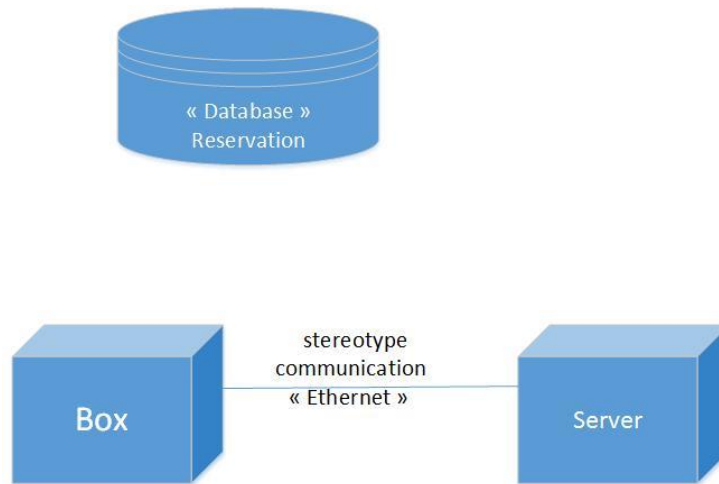 « Database »
Reservation
stereotype
communication
« Ethernet »
Box
Server